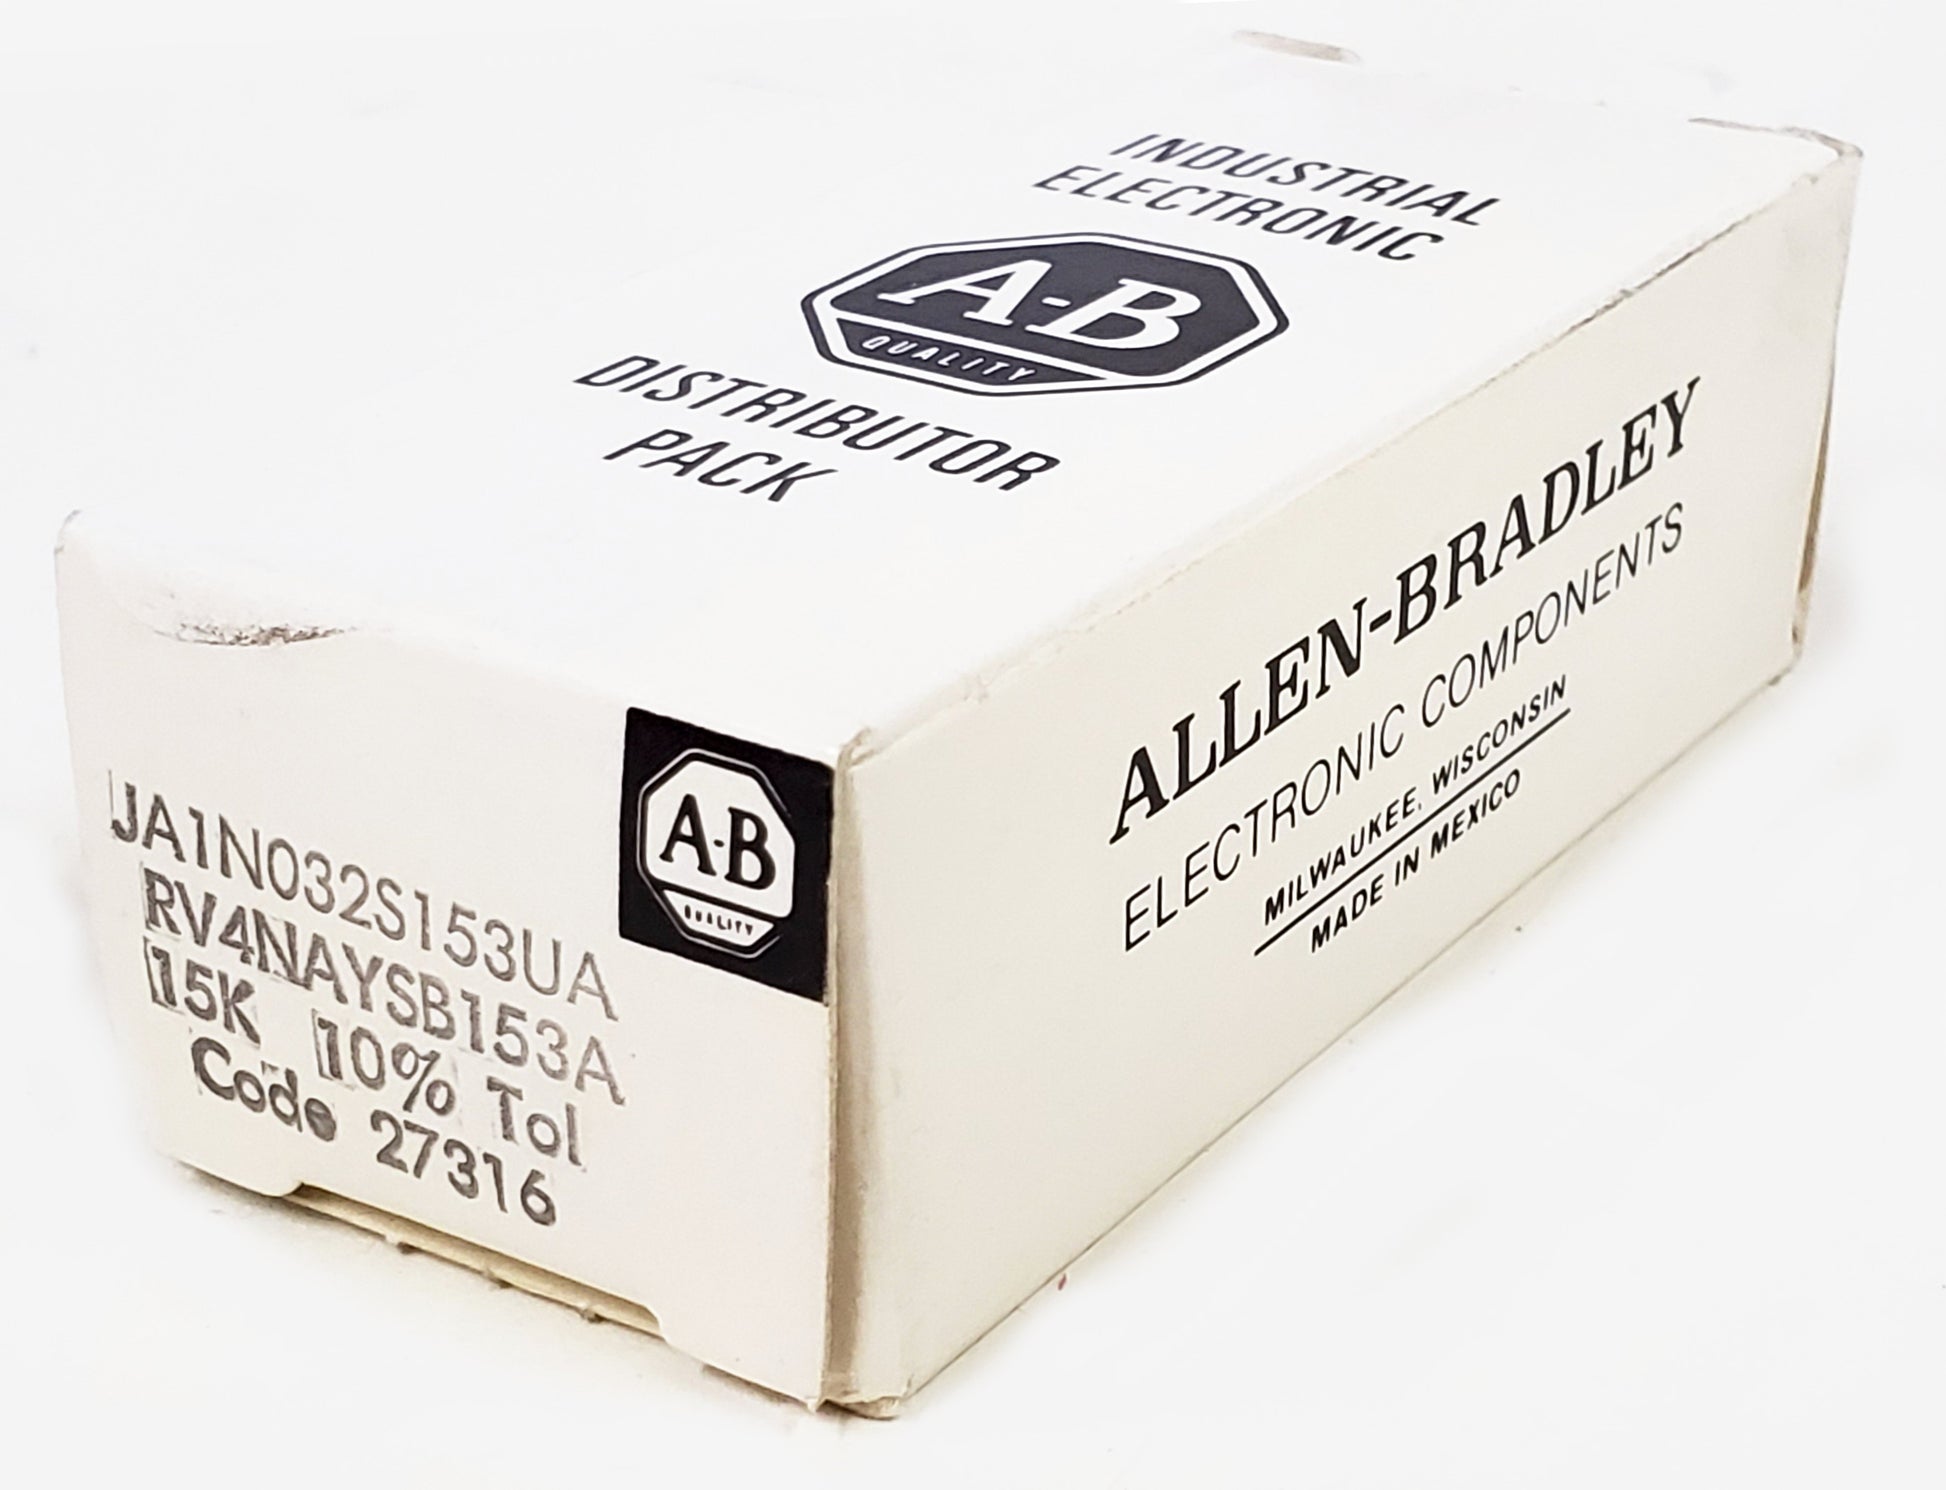 INDUSTRIAL
ELECTRONIC
A-B
QUALITY
DISTRIBUTOR
PACK
ALLEN-BRADLEY
ELECTRONIC COMPONENTS
MILWAUKEE, WISCONSIN
MADE IN MEXICO
A-B
QUALITY
JA1N032S153UA
RV4NAYSB153A
15K 10% Tol
Code 27316